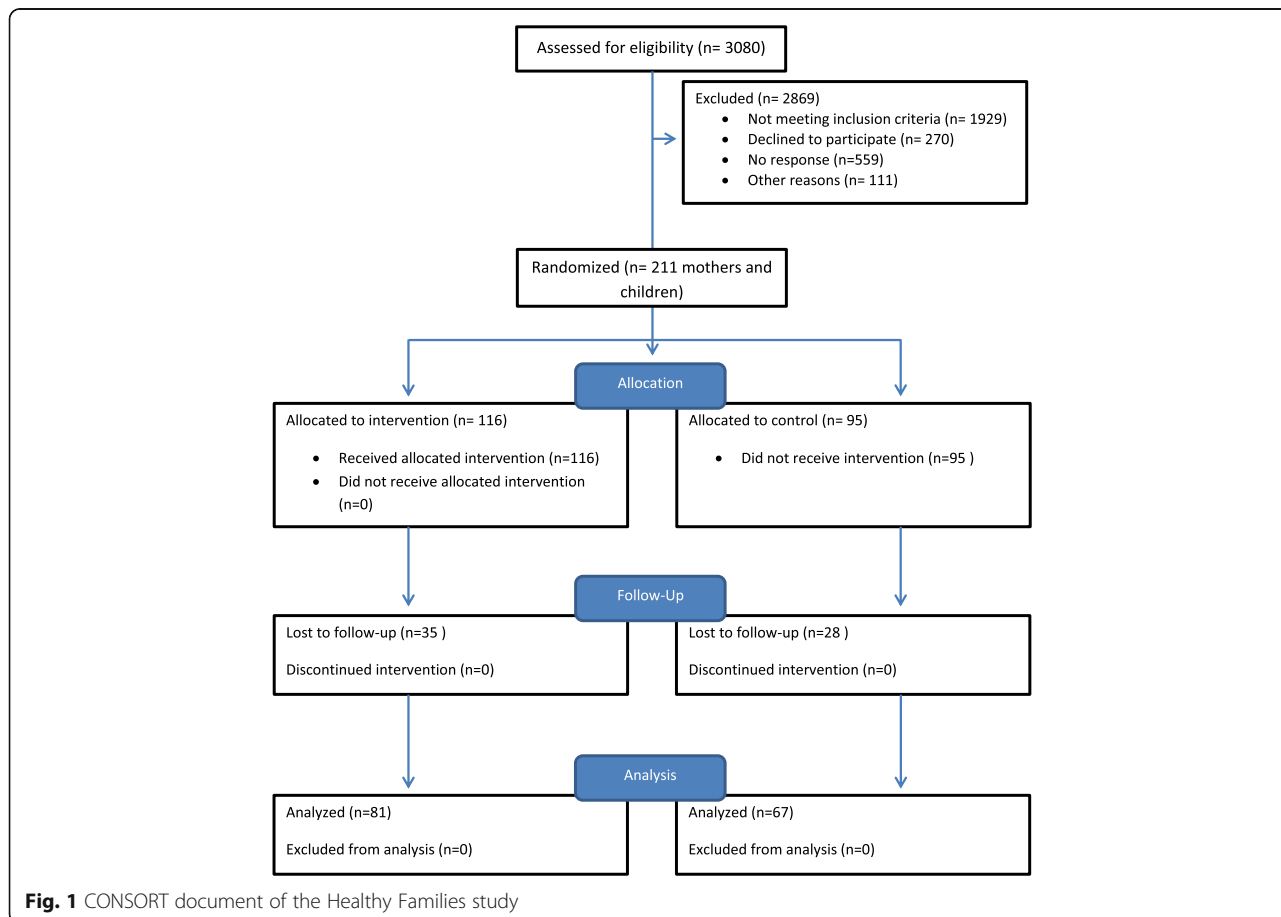 Assessed for eligibility (n= 3080)
Excluded (n= 2869)
• Not meeting inclusion criteria (n= 1929)
• Declined to participate (n= 270)
• No response (n=559)
• Other reasons (n= 111)
Randomized (n= 211 mothers and
children)
Allocation
Allocated to intervention (n= 116)
• Received allocated intervention (n=116)
• Did not receive allocated intervention
(n=0)
Allocated to control (n= 95)
• Did not receive intervention (n=95 )
Follow-Up
Lost to follow-up (n=35 )
Discontinued intervention (n=0)
Lost to follow-up (n=28 )
Discontinued intervention (n=0)
Analysis
Analyzed (n=81)
Excluded from analysis (n=0)
Analyzed (n=67)
Excluded from analysis (n=0)
Fig. 1 CONSORT document of the Healthy Families study